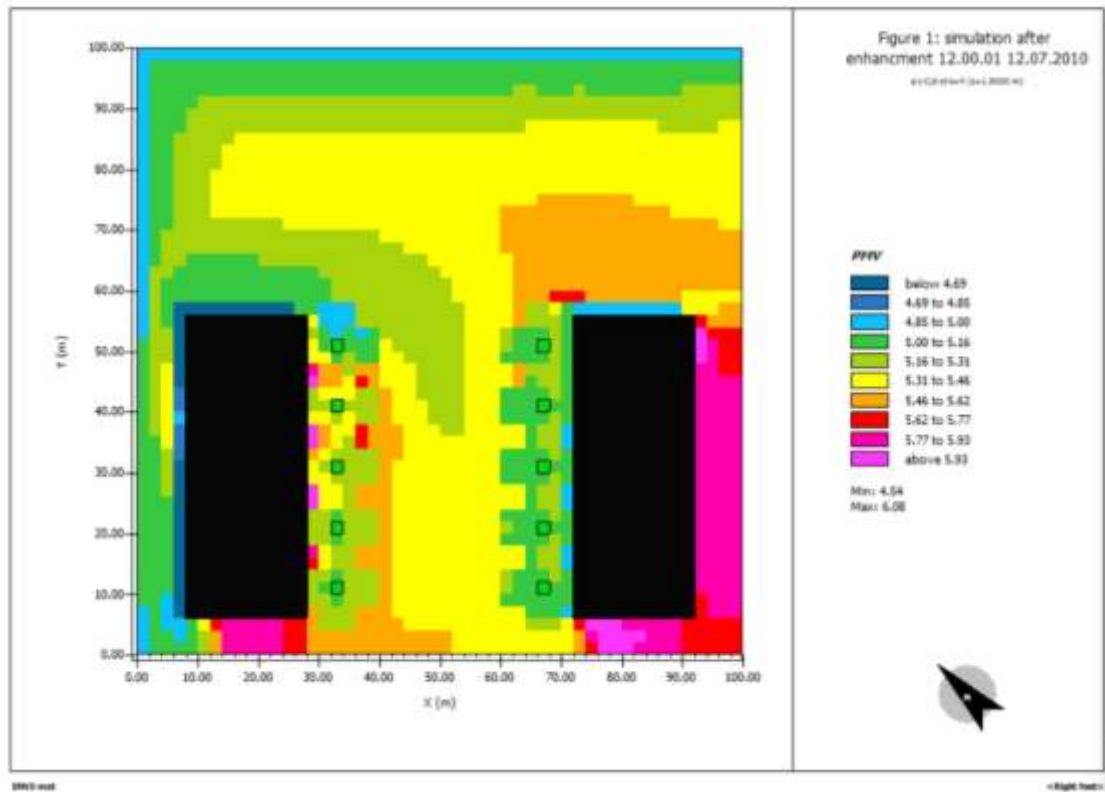 Figure 1: simulation after
enhancment 12.00.01 12.07.2010
100.00
90.00
80.00
70.00
60.00
50.00
40.00
30.00
20.00
10.00
0.00
Y (m)
0.00 10.00 20.00 30.00 40.00 50.00 60.00 70.00 80.00 90.00 100.00
X (m)
PMV
below 4.69
4.69 to 4.85
4.85 to 5.00
5.00 to 5.16
5.16 to 5.31
5.31 to 5.46
5.46 to 5.62
5.62 to 5.77
5.77 to 5.93
above 5.93
Min: 4.54
Max: 6.08
N
<Right foot>